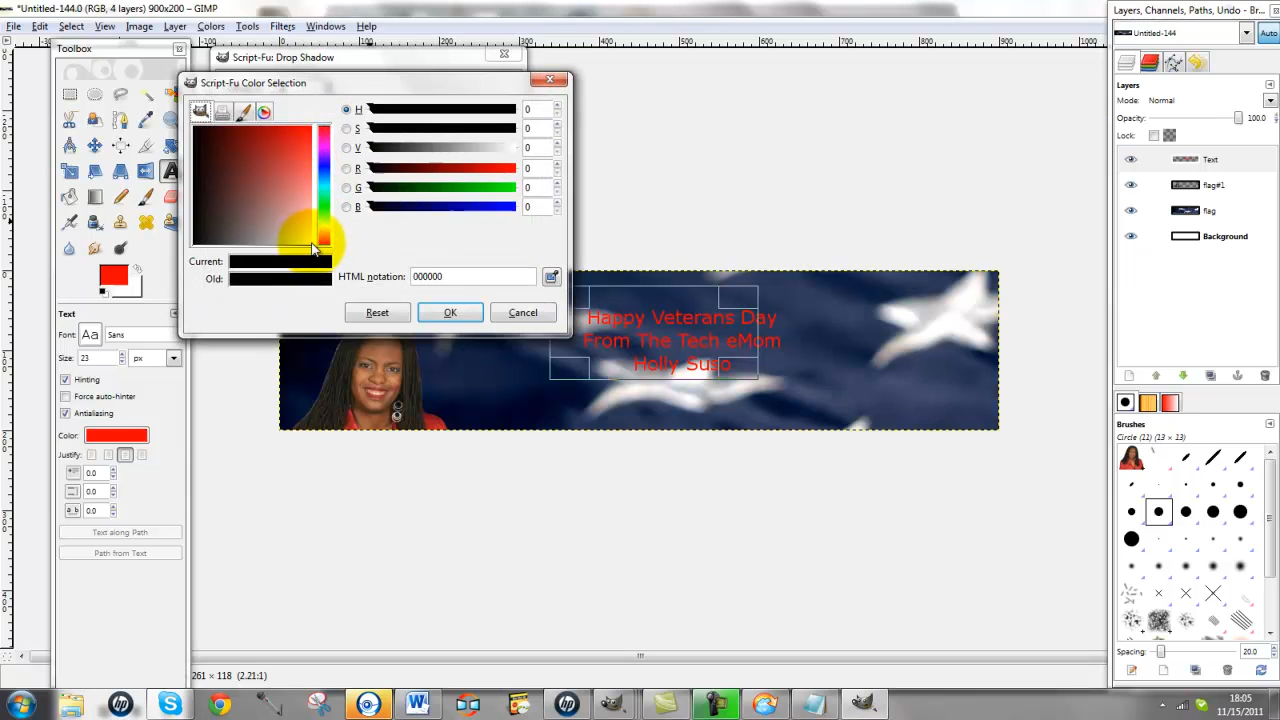 *Untitled-144.0 (RGB, 4 layers) 900x200 – GIMP
File Edit Select View Image Layer Colors Tools Filters Windows Help
Toolbox
Script-Fu: Drop Shadow
Script-Fu Color Selection
H 0
S 0
V 0
R 0
G 0
B 0
Current:
Old:
HTML notation: 000000
Reset OK Cancel
Text
Font: Aa Sans
Size: 23 px
Hinting
Force auto-hinter
Antialiasing
Color:
Justify:
0.0
0.0
0.0
Text along Path
Path from Text
Happy Veterans Day
From The Tech eMom
Holly Suso
261 × 118 (2.21:1)
Layers, Channels, Paths, Undo - Br...
Untitled-144 Auto
Layers
Mode: Normal
Opacity: 100.0
Lock:
Text
flag#1
flag
Background
Brushes
Circle (11) (13 × 13)
Spacing: 20.0
18:05
11/15/2011